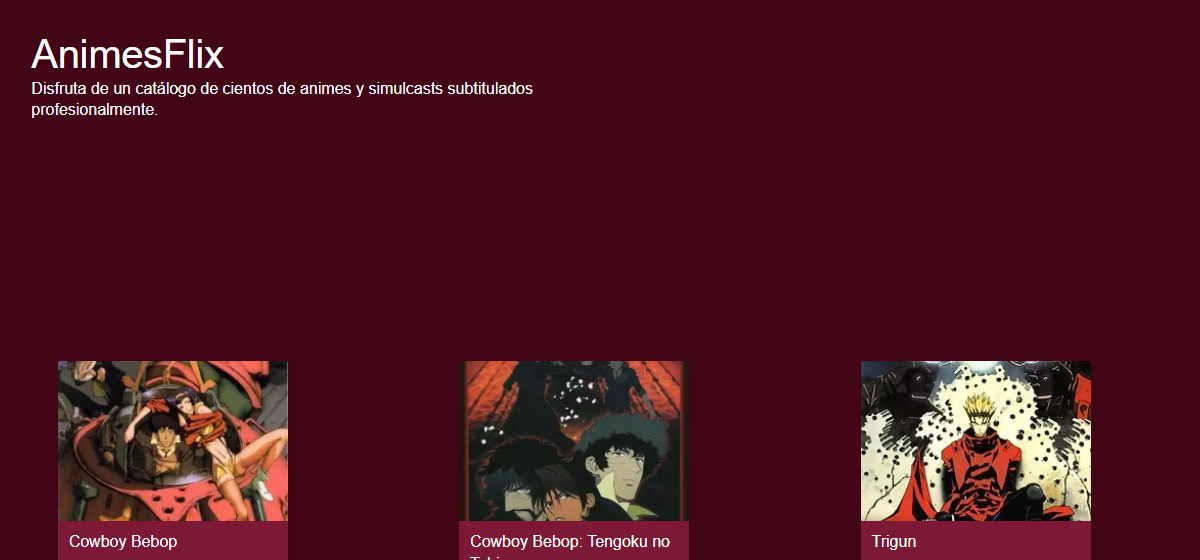 AnimesFlix
Disfruta de un catálogo de cientos de animes y simulcasts subtitulados
profesionalmente.
Cowboy Bebop
Cowboy Bebop: Tengoku no
Trigun